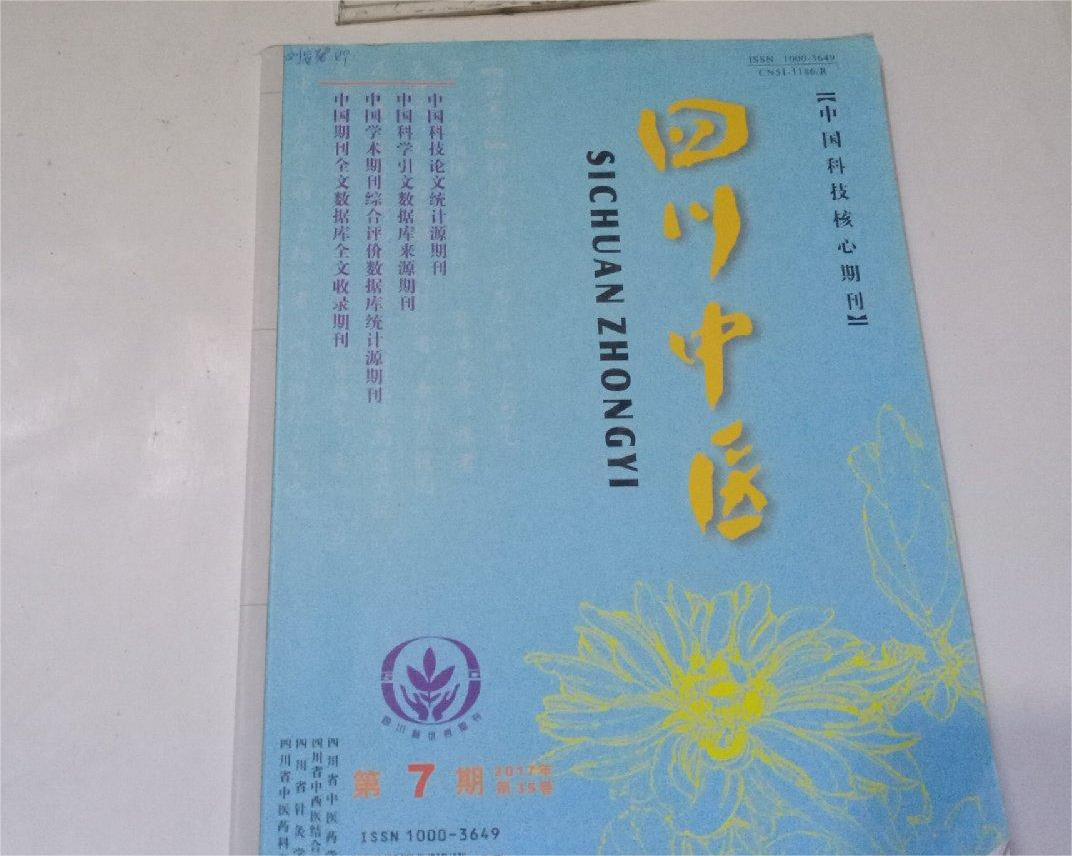 ISSN 1000-3649
CN51-1186/R
【中国科技核心期刊】
四川中医
SICHUAN ZHONGYI
中国科技论文统计源期刊
中国科学引文数据库来源期刊
中国学术期刊综合评价数据库统计源期刊
中国期刊全文数据库全文收录期刊
第7期
2017年
第35卷
四川省中医药学
四川省中西医结合
四川省针灸学
四川省中医药科
ISSN 1000-3649